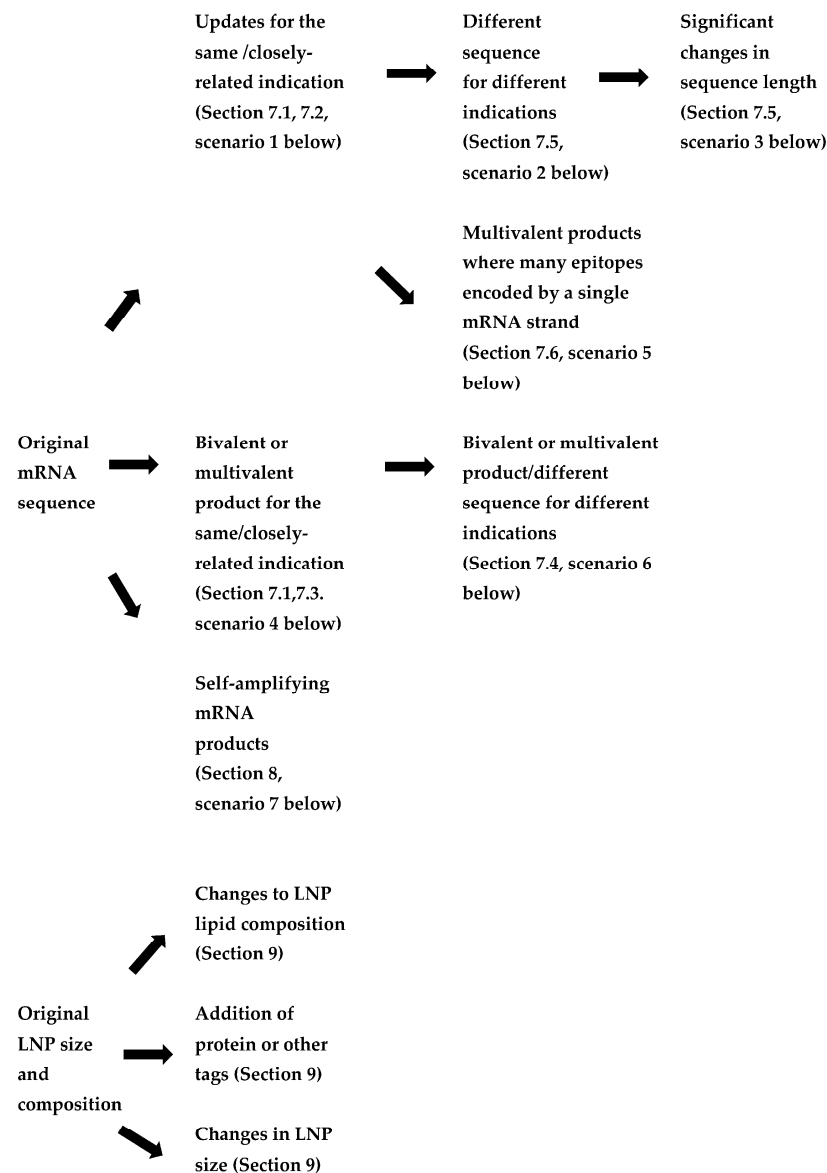 Updates for the
same /closely-
related indication
(Section 7.1, 7.2,
scenario 1 below)
Different
sequence
for different
indications
(Section 7.5,
scenario 2 below)
Significant
changes in
sequence length
(Section 7.5,
scenario 3 below)
Multivalent products
where many epitopes
encoded by a single
mRNA strand
(Section 7.6, scenario 5
below)
Original
mRNA
sequence
Bivalent or
multivalent
product for the
same/closely-
related indication
(Section 7.1,7.3.
scenario 4 below)
Bivalent or multivalent
product/different
sequence for different
indications
(Section 7.4, scenario 6
below)
Self-amplifying
mRNA
products
(Section 8,
scenario 7 below)
Changes to LNP
lipid composition
(Section 9)
Original
LNP size
and
composition
Addition of
protein or other
tags (Section 9)
Changes in LNP
size (Section 9)